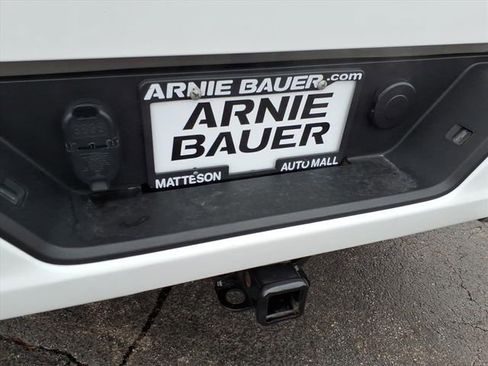 ARNIE BAUER.com
ARNIE
BAUER
MATTESON AUTO MALL